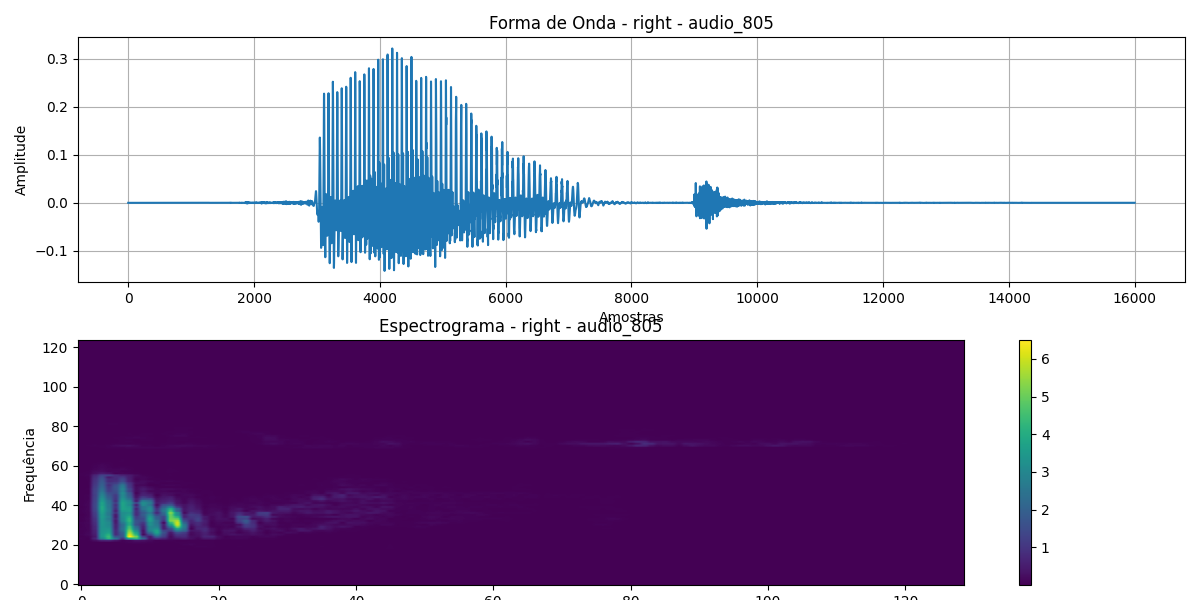 Forma de Onda - right - audio_805
Amplitude
0.3
0.2
0.1
0.0
−0.1
0 2000 4000 6000 8000 10000 12000 14000 16000
Amostras
Espectrograma - right - audio_805
Frequência
120
100
80
60
40
20
0
0 20 40 60 80 100 120
6
5
4
3
2
1